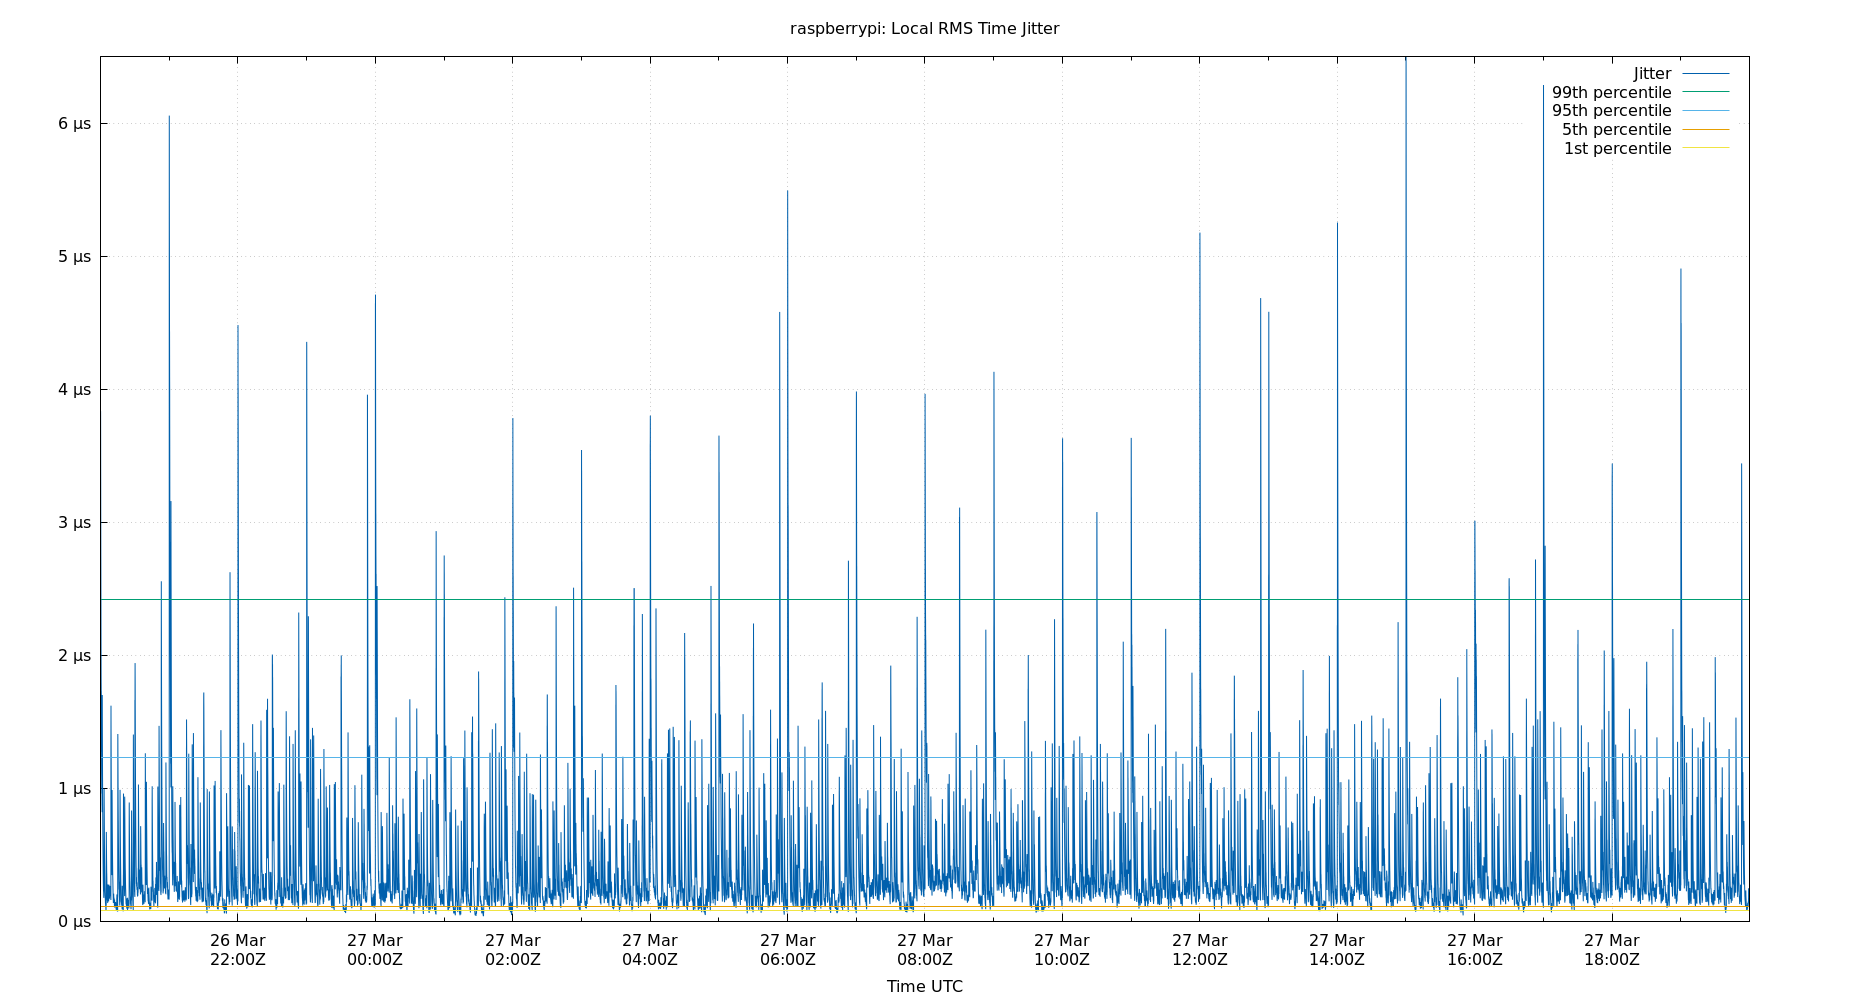 raspberrypi: Local RMS Time Jitter
Jitter
99th percentile
95th percentile
5th percentile
1st percentile
6 µs
5 µs
4 µs
3 µs
2 µs
1 µs
0 µs
26 Mar
22:00Z
27 Mar
00:00Z
27 Mar
02:00Z
27 Mar
04:00Z
27 Mar
06:00Z
27 Mar
08:00Z
27 Mar
10:00Z
27 Mar
12:00Z
27 Mar
14:00Z
27 Mar
16:00Z
27 Mar
18:00Z
Time UTC